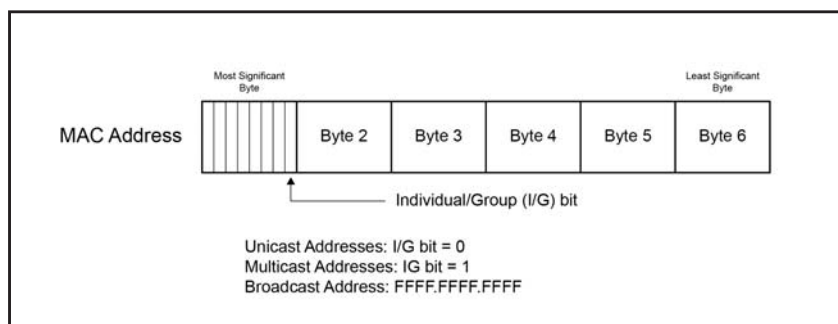 Most Significant
Byte
Least Significant
Byte
MAC Address
Byte 2
Byte 3
Byte 4
Byte 5
Byte 6
Individual/Group (I/G) bit
Unicast Addresses: I/G bit = 0
Multicast Addresses: IG bit = 1
Broadcast Address: FFFF.FFFF.FFFF